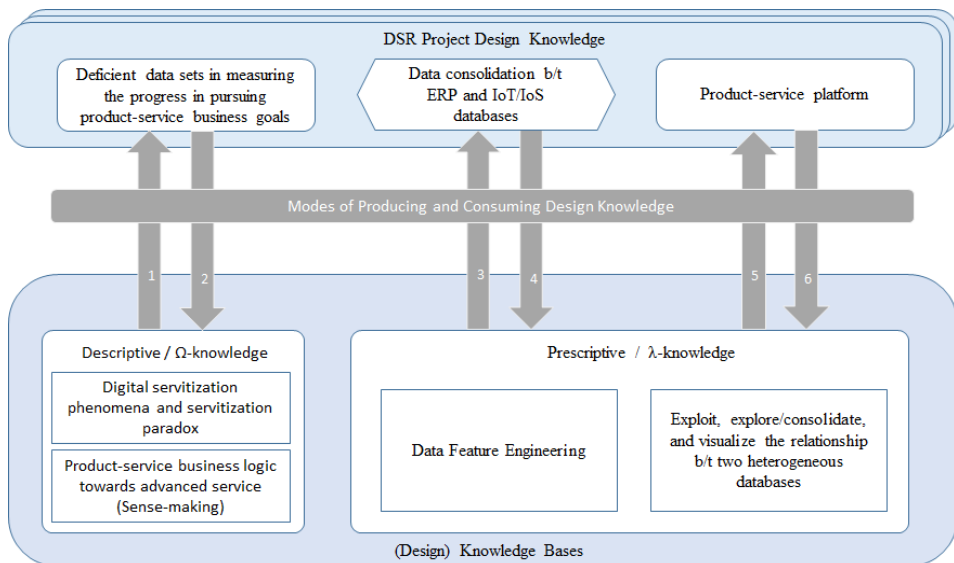 DSR Project Design Knowledge
Deficient data sets in measuring
the progress in pursuing
product-service business goals
Data consolidation b/t
ERP and IoT/IoS
databases
Product-service platform
Modes of Producing and Consuming Design Knowledge
1
2
3
4
5
6
Descriptive / Ω-knowledge
Digital servitization
phenomena and servitization
paradox
Product-service business logic
towards advanced service
(Sense-making)
Prescriptive / λ-knowledge
Data Feature Engineering
Exploit, explore/consolidate,
and visualize the relationship
b/t two heterogeneous
databases
(Design) Knowledge Bases